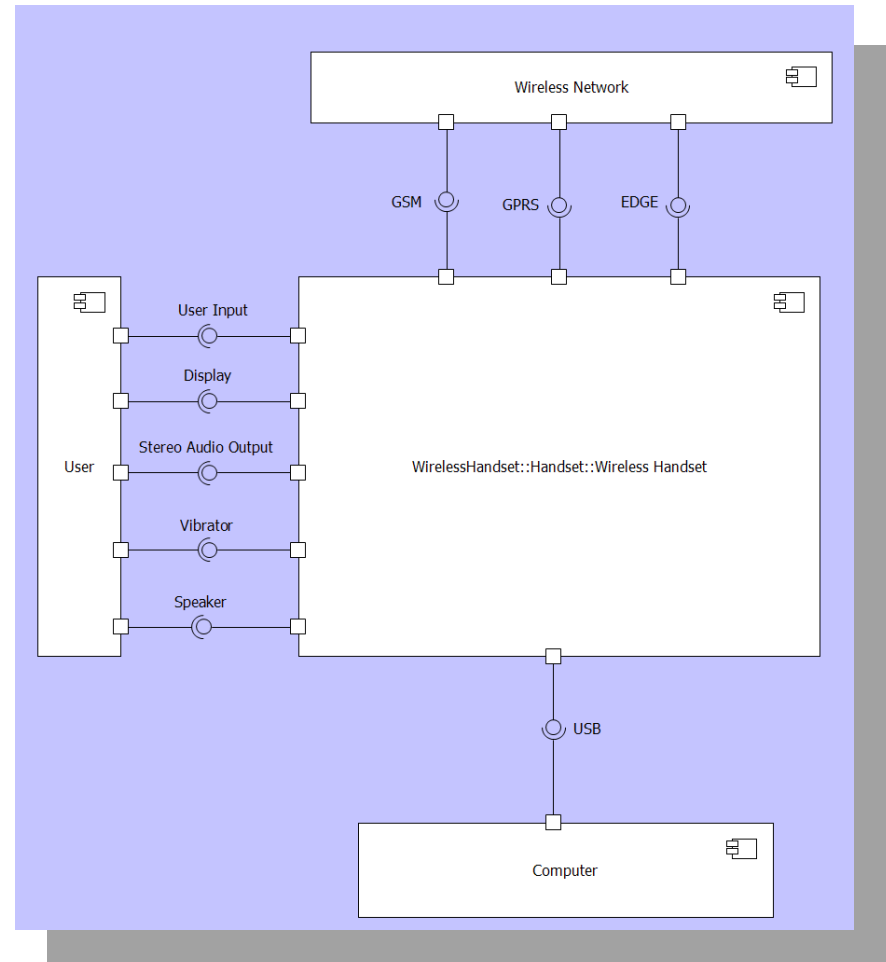 Wireless Network
GSM
GPRS
EDGE
User Input
Display
Stereo Audio Output
User
WirelessHandset::Handset::Wireless Handset
Vibrator
Speaker
USB
Computer